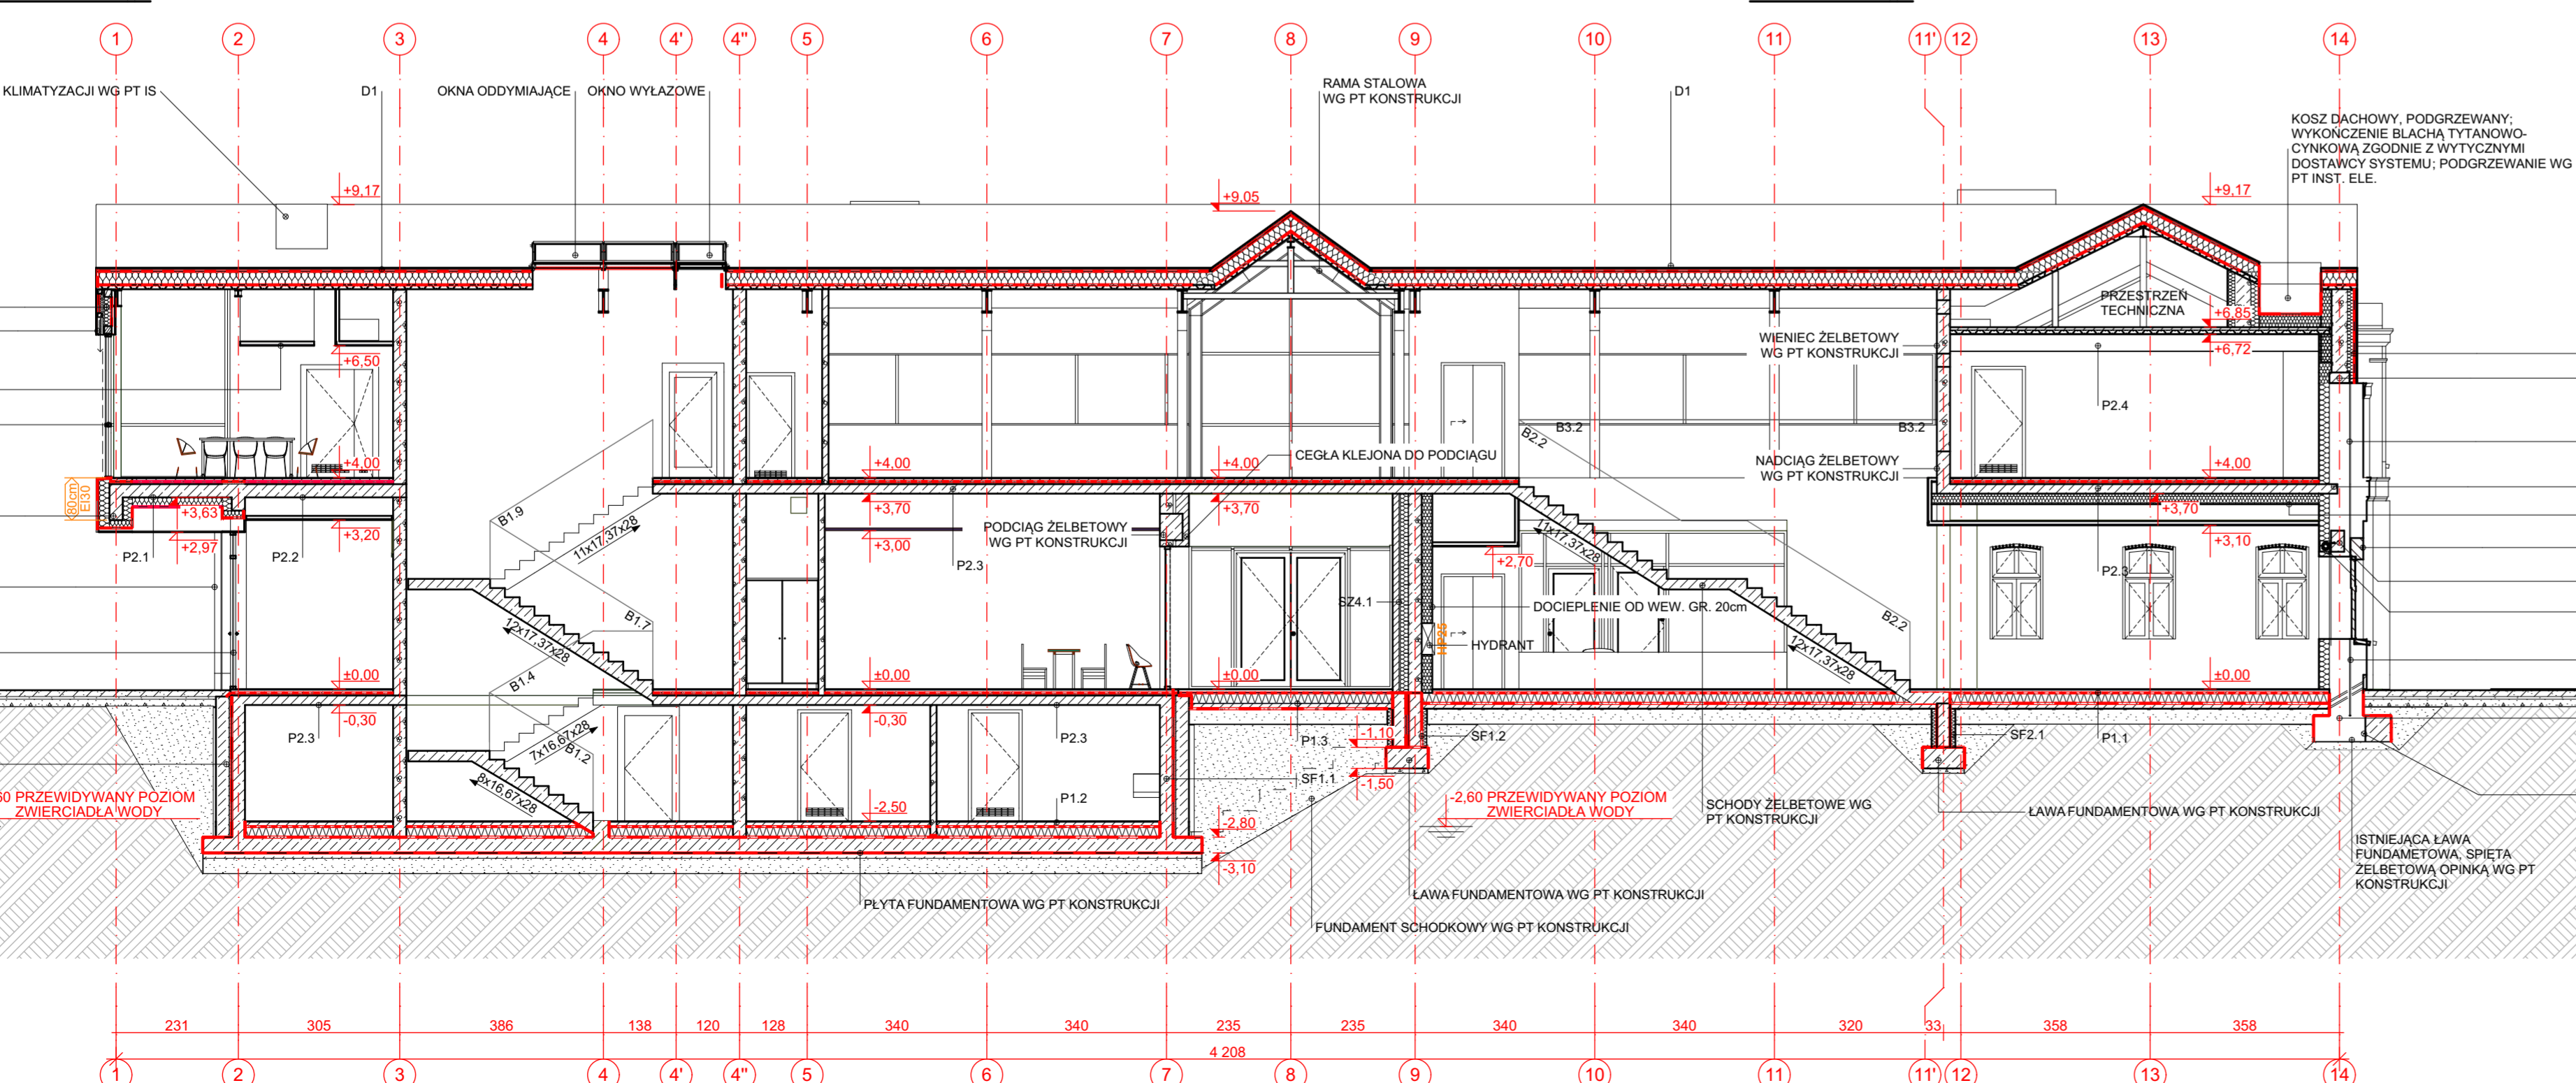 1 2 3 4 4' 4" 5 6 7 8 9 10 11 11' 12 13 14
KLIMATYZACJI WG PT IS
D1
OKNA ODDYMIAJĄCE
OKNO WYŁAZOWE
RAMA STALOWA
WG PT KONSTRUKCJI
D1
KOSZ DACHOWY, PODGRZEWANY;
WYKOŃCZENIE BLACHĄ TYTANOWO-
CYNKOWĄ ZGODNIE Z WYTYCZNYMI
DOSTAWCY SYSTEMU; PODGRZEWANIE WG
PT INST. ELE.
+9,17
+9,05
+9,17
PRZESTRZEŃ
TECHNICZNA
+6,85
+6,72
WIENIEC ŻELBETOWY
WG PT KONSTRUKCJI
+6,50
P2.4
B2.2
B3.2
B3.2
CEGŁA KLEJONA DO PODCIĄGU
NADCIĄG ŻELBETOWY
WG PT KONSTRUKCJI
+4,00
+4,00
+4,00
+4,00
80cm
EI30
+3,63
+3,70
+3,70
+3,70
B1.9
PODCIĄG ŻELBETOWY
WG PT KONSTRUKCJI
+3,20
+2,97
+3,00
+3,10
+2,70
11x17,37x28
11x17,37x28
P2.1
P2.2
P2.3
P2.3
SZ4.1
DOCIEPLENIE OD WEW. GR. 20cm
B1.7
12x17,37x28
HP25
HYDRANT
B2.2
12x17,37x28
±0,00
±0,00
±0,00
±0,00
B1.4
-0,30
-0,30
P2.3
7x16,67x28
B1.2
P2.3
P1.3
-1,10
SF1.2
SF2.1
P1.1
8x16,67x28
SF1.1
-1,50
60 PRZEWIDYWANY POZIOM
ZWIERCIADŁA WODY
-2,50
P1.2
-2,60 PRZEWIDYWANY POZIOM
ZWIERCIADŁA WODY
SCHODY ŻELBETOWE WG
PT KONSTRUKCJI
ŁAWA FUNDAMENTOWA WG PT KONSTRUKCJI
-2,80
-3,10
ISTNIEJĄCA ŁAWA
FUNDAMETOWA, SPIĘTA
ŻELBETOWĄ OPINKĄ WG PT
KONSTRUKCJI
PŁYTA FUNDAMENTOWA WG PT KONSTRUKCJI
ŁAWA FUNDAMENTOWA WG PT KONSTRUKCJI
FUNDAMENT SCHODKOWY WG PT KONSTRUKCJI
231 305 386 138 120 128 340 340 235 235 340 340 320 33 358 358
4 208
1 2 3 4 4' 4" 5 6 7 8 9 10 11 11' 12 13 14